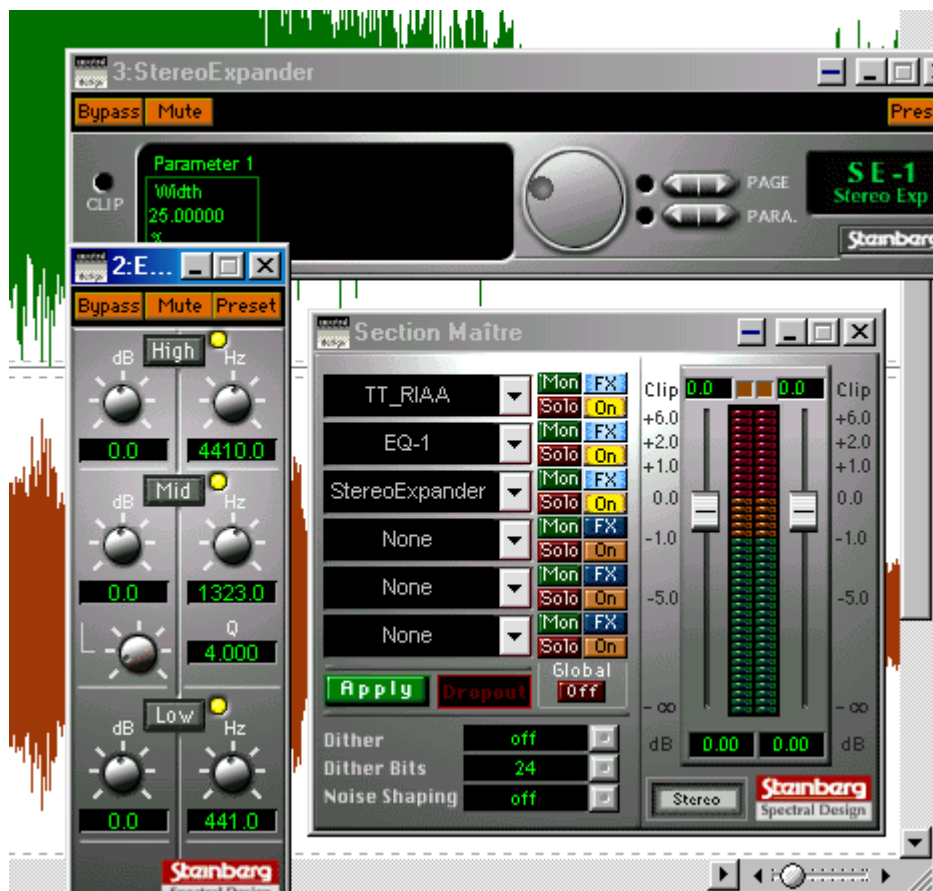 3:StereoExpander
Bypass Mute
Pres
Parameter 1
Width
25.00000
%
CLIP
PAGE
PARA.
SE-1
Stereo Exp
Steinberg
2:E...
Bypass Mute Preset
dB High Hz
0.0 4410.0
dB Mid Hz
0.0 1323.0
Q
4.000
dB Low Hz
0.0 441.0
Steinberg
Spectral Design
Section Maître
TT_RIAA
Mon FX
Solo On
EQ-1
Mon FX
Solo On
StereoExpander
Mon FX
Solo On
None
Mon FX
Solo On
None
Mon FX
Solo On
None
Mon FX
Solo On
Apply
Dropout
Global
Off
Dither off
Dither Bits 24
Noise Shaping off
Clip 0.0 0.0 Clip
+6.0 +6.0
+2.0 +2.0
+1.0 +1.0
0.0 0.0
-1.0 -1.0
-5.0 -5.0
-∞ -∞
dB 0.00 0.00 dB
Stereo
Steinberg
Spectral Design